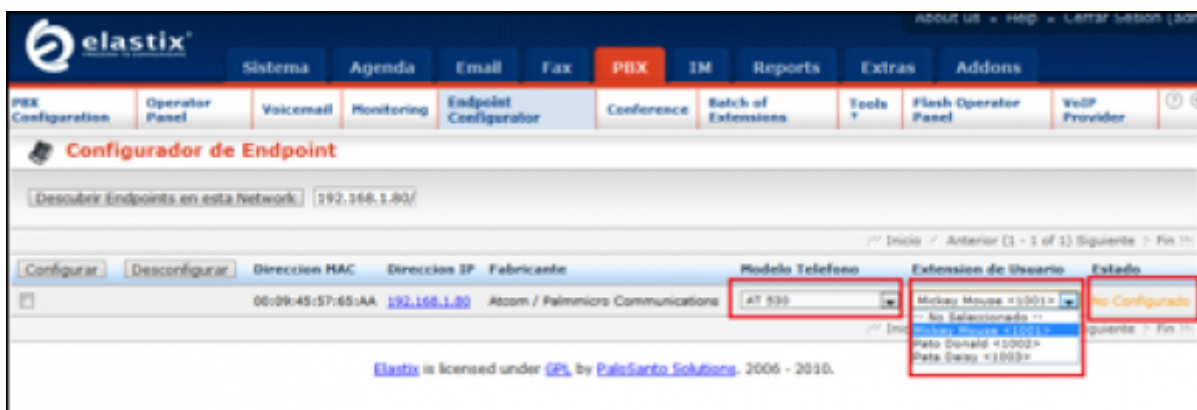 About us - Help - Cerrar Sesion (adm
elastix
Sistema Agenda Email Fax PBX IM Reports Extras Addons
PBX Configuration Operator Panel Voicemail Monitoring Endpoint Configurator Conference Batch of Extensions Tools Flash Operator Panel VoIP Provider
Configurador de Endpoint
Descubrir Endpoints en esta Network 192.168.1.80/
Inicio Anterior (1 - 1 of 1) Siguiente Fin
Configurar Desconfigurar Direccion MAC Direccion IP Fabricante Modelo Telefono Extension de Usuario Estado
00:09:45:57:65:AA 192.168.1.80 Atcom / Palmmicro Communications AT 530 Mickey Mouse <1001> No Configurado
-- No Seleccionado --
Mickey Mouse <1001>
Pato Donald <1002>
Pata Daisy <1003>
Inic guiente Fin
Elastix is licensed under GPL by PaloSanto Solutions. 2006 - 2010.